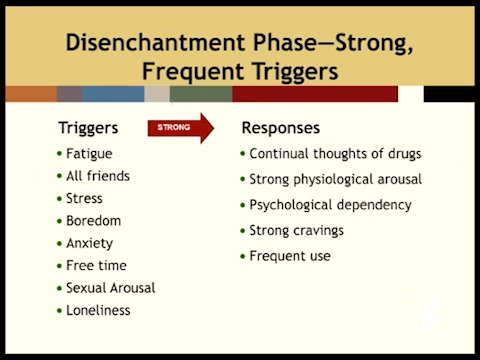 Disenchantment Phase—Strong,
Frequent Triggers
Triggers
STRONG
Responses
• Fatigue
• All friends
• Stress
• Boredom
• Anxiety
• Free time
• Sexual Arousal
• Loneliness
• Continual thoughts of drugs
• Strong physiological arousal
• Psychological dependency
• Strong cravings
• Frequent use